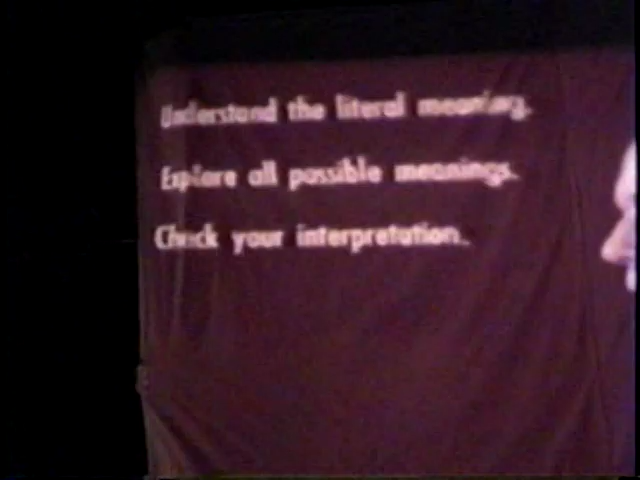 Understand the literal meaning.
Explore all possible meanings.
Check your interpretation.